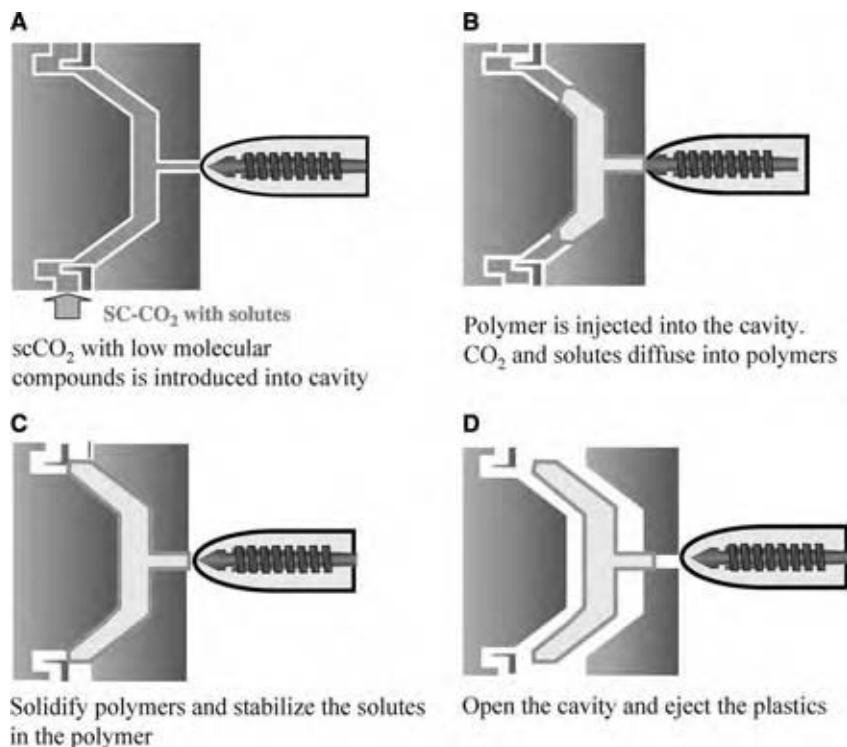 A
SC-CO₂ with solutes
scCO₂ with low molecular
compounds is introduced into cavity
B
Polymer is injected into the cavity.
CO₂ and solutes diffuse into polymers
C
Solidify polymers and stabilize the solutes
in the polymer
D
Open the cavity and eject the plastics